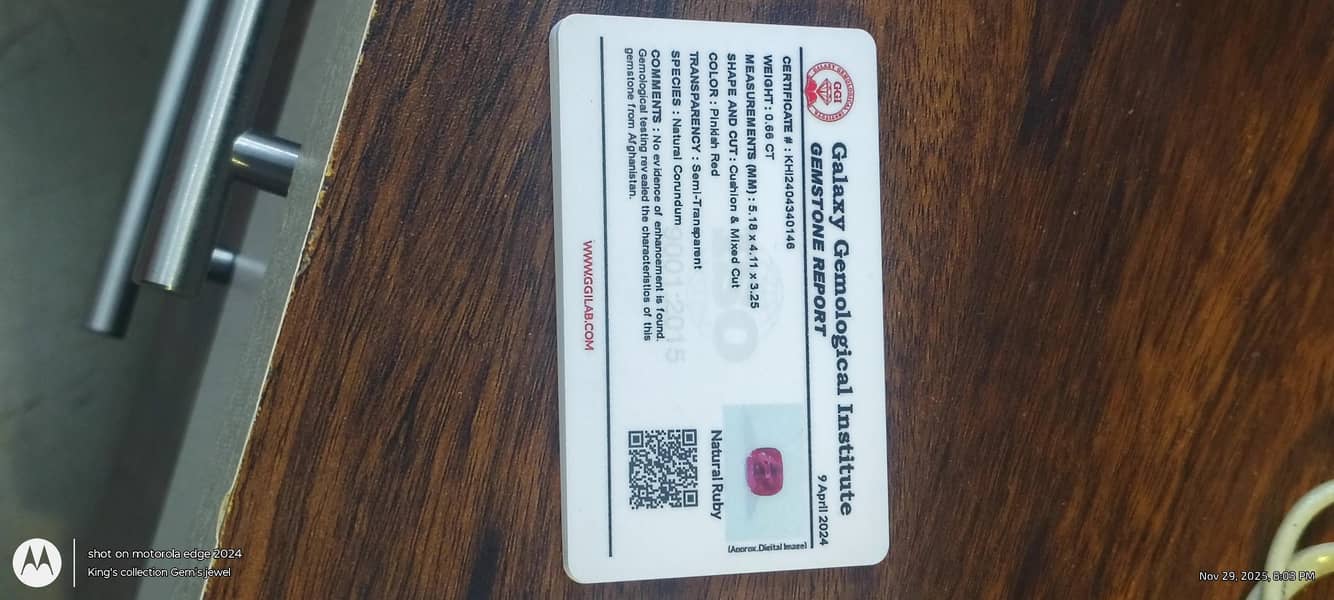 Galaxy Gemological Institute
GEMSTONE REPORT
9 April 2024
GGI
CERTIFICATE # : KHI2404340146
WEIGHT : 0.66 CT
MEASUREMENTS (MM) : 5.18 x 4.11 x 3.25
SHAPE AND CUT : Cushion & Mixed Cut
COLOR : Pinkish Red
TRANSPARENCY : Semi-Transparent
SPECIES : Natural Corundum
COMMENTS : No evidence of enhancement is found.
Gemological testing revealed the characteristics of this
gemstone from Afghanistan.
ISO
9001:2015
(Approx.Digital Image)
Natural Ruby
WWW.GGILAB.COM
shot on motorola edge 2024
King's collection Gem's jewel
Nov 29, 2025, 6:03 PM